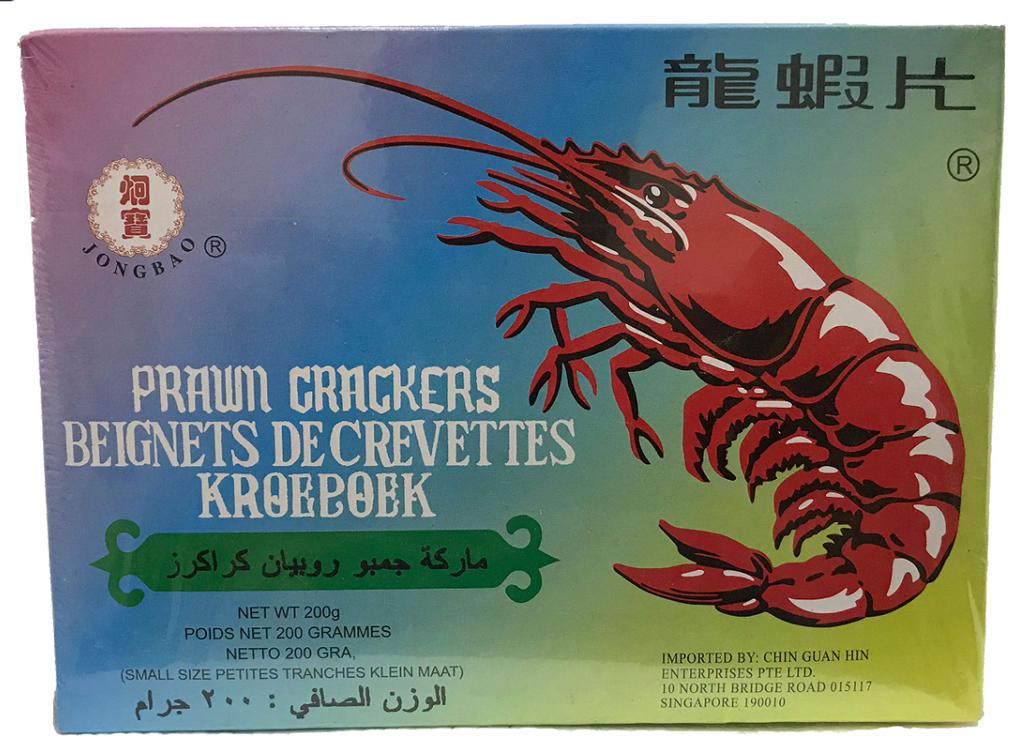 龍蝦片
®
炯寶
JONGBAO ®
PRAWN CRACKERS
BEIGNETS DE CREVETTES
KROEPOEK
ماركة جمبو روبيان كراكرز
NET WT 200g
POIDS NET 200 GRAMMES
NETTO 200 GRA,
(SMALL SIZE PETITES TRANCHES KLEIN MAAT)
الوزن الصافي : ٢٠٠ جرام
IMPORTED BY: CHIN GUAN HIN
ENTERPRISES PTE LTD.
10 NORTH BRIDGE ROAD 015117
SINGAPORE 190010